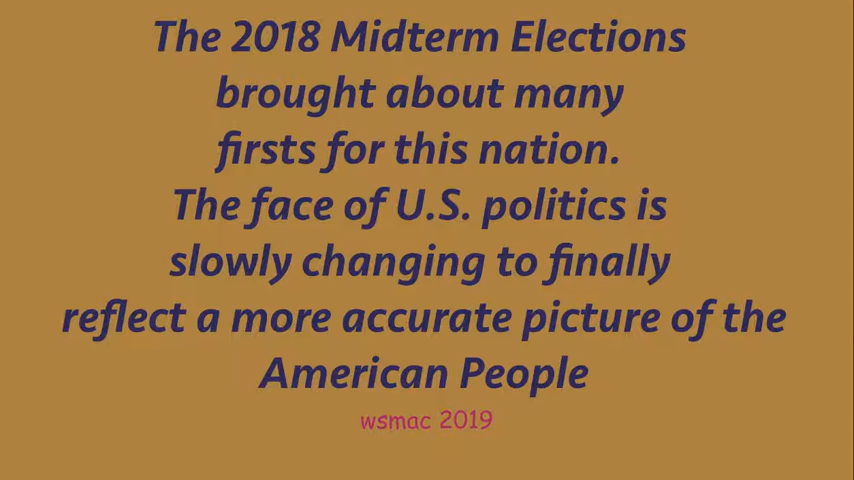 The 2018 Midterm Elections
brought about many
firsts for this nation.
The face of U.S. politics is
slowly changing to finally
reflect a more accurate picture of the
American People
wsmac 2019